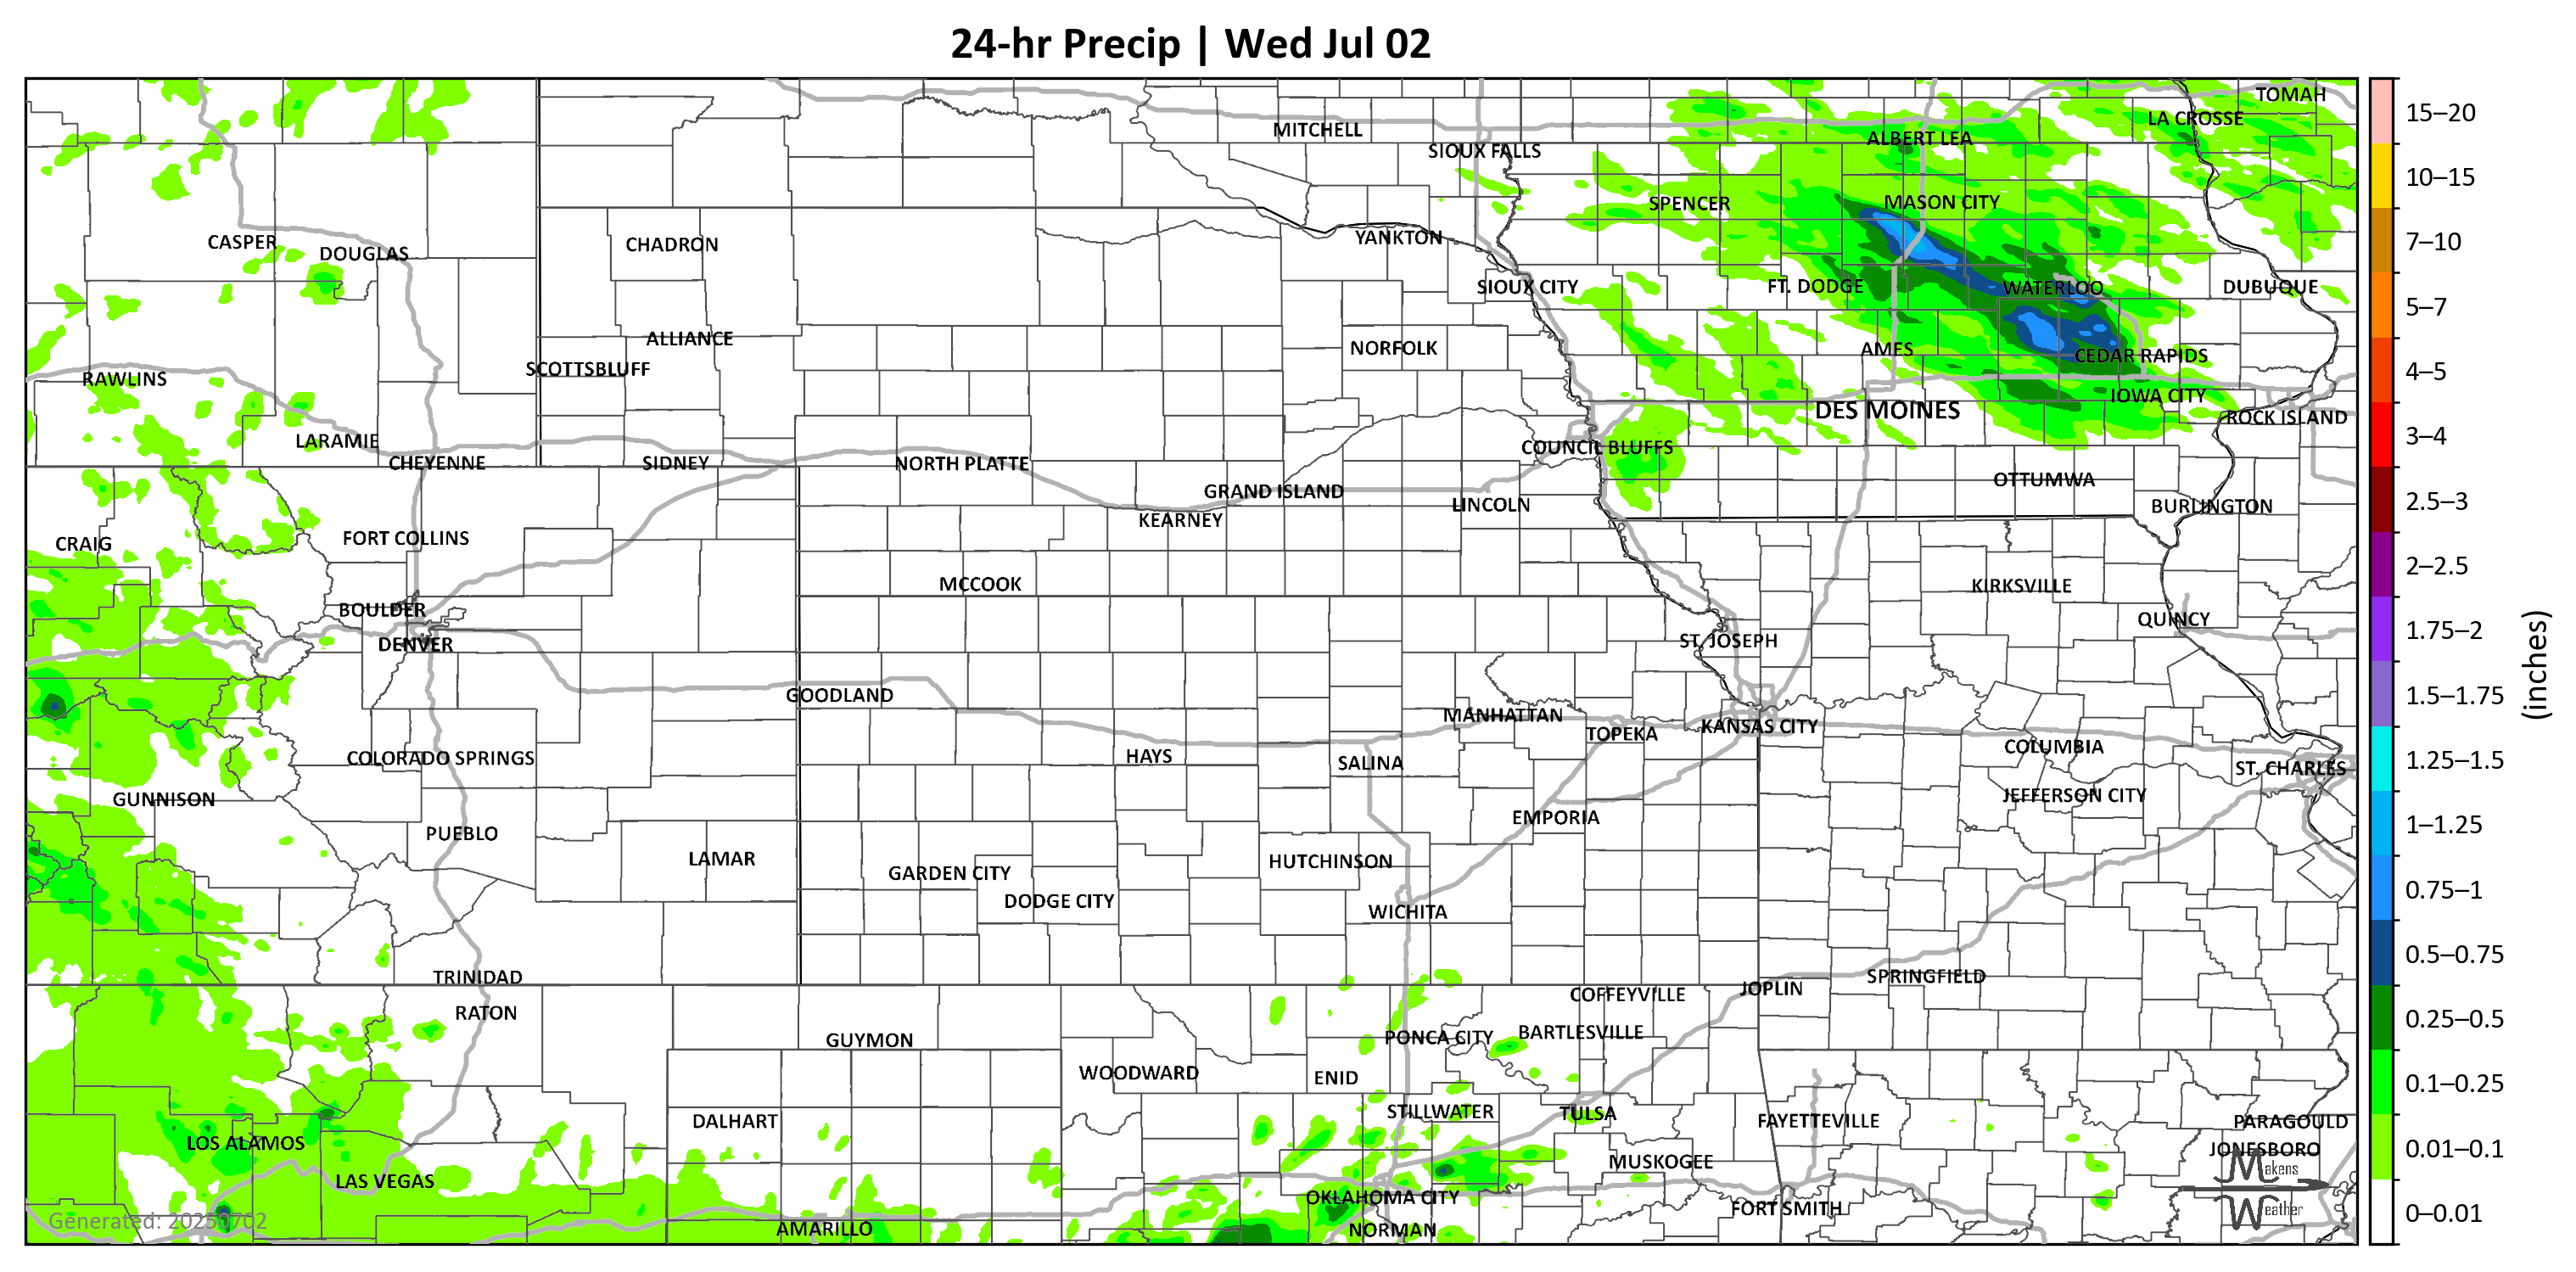 24-hr Precip | Wed Jul 02
TOMAH
LA CROSSE
MITCHELL
ALBERT LEA
SIOUX FALLS
MASON CITY
SPENCER
YANKTON
CASPER
CHADRON
DOUGLAS
FT. DODGE
SIOUX CITY
WATERLOO
DUBUQUE
ALLIANCE
NORFOLK
AMES
CEDAR RAPIDS
SCOTTSBLUFF
RAWLINS
IOWA CITY
DES MOINES
ROCK ISLAND
LARAMIE
COUNCIL BLUFFS
CHEYENNE
SIDNEY
NORTH PLATTE
OTTUMWA
GRAND ISLAND
LINCOLN
BURLINGTON
KEARNEY
FORT COLLINS
CRAIG
MCCOOK
KIRKSVILLE
BOULDER
QUINCY
DENVER
ST. JOSEPH
GOODLAND
MANHATTAN
KANSAS CITY
TOPEKA
COLUMBIA
HAYS
COLORADO SPRINGS
SALINA
ST. CHARLES
JEFFERSON CITY
GUNNISON
EMPORIA
PUEBLO
LAMAR
HUTCHINSON
GARDEN CITY
DODGE CITY
WICHITA
TRINIDAD
SPRINGFIELD
JOPLIN
COFFEYVILLE
RATON
BARTLESVILLE
PONCA CITY
GUYMON
WOODWARD
ENID
STILLWATER
TULSA
DALHART
FAYETTEVILLE
PARAGOULD
LOS ALAMOS
JONESBORO
MUSKOGEE
LAS VEGAS
OKLAHOMA CITY
FORT SMITH
AMARILLO
NORMAN
Makens
Weather
Generated: 20250702
15–20
10–15
7–10
5–7
4–5
3–4
2.5–3
2–2.5
1.75–2
1.5–1.75
1.25–1.5
1–1.25
0.75–1
0.5–0.75
0.25–0.5
0.1–0.25
0.01–0.1
0–0.01
(inches)